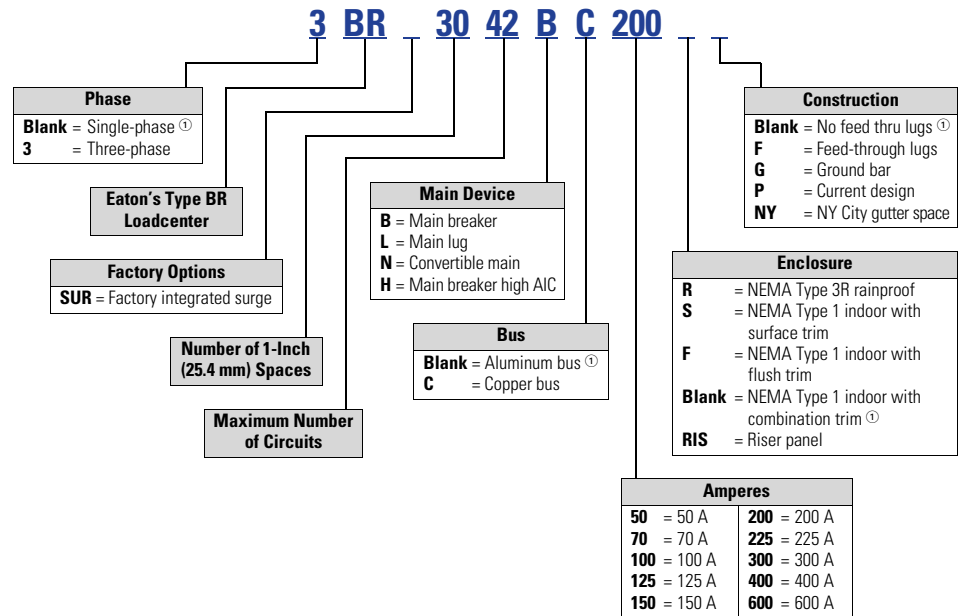 3 BR _ 30 42 B C 200 _ _
Phase
Blank = Single-phase ①
3 = Three-phase
Eaton's Type BR
Loadcenter
Factory Options
SUR = Factory integrated surge
Number of 1-Inch
(25.4 mm) Spaces
Maximum Number
of Circuits
Main Device
B = Main breaker
L = Main lug
N = Convertible main
H = Main breaker high AIC
Bus
Blank = Aluminum bus ①
C = Copper bus
Construction
Blank = No feed thru lugs ①
F = Feed-through lugs
G = Ground bar
P = Current design
NY = NY City gutter space
Enclosure
R = NEMA Type 3R rainproof
S = NEMA Type 1 indoor with
surface trim
F = NEMA Type 1 indoor with
flush trim
Blank = NEMA Type 1 indoor with
combination trim ①
RIS = Riser panel
Amperes
50 = 50 A 200 = 200 A
70 = 70 A 225 = 225 A
100 = 100 A 300 = 300 A
125 = 125 A 400 = 400 A
150 = 150 A 600 = 600 A